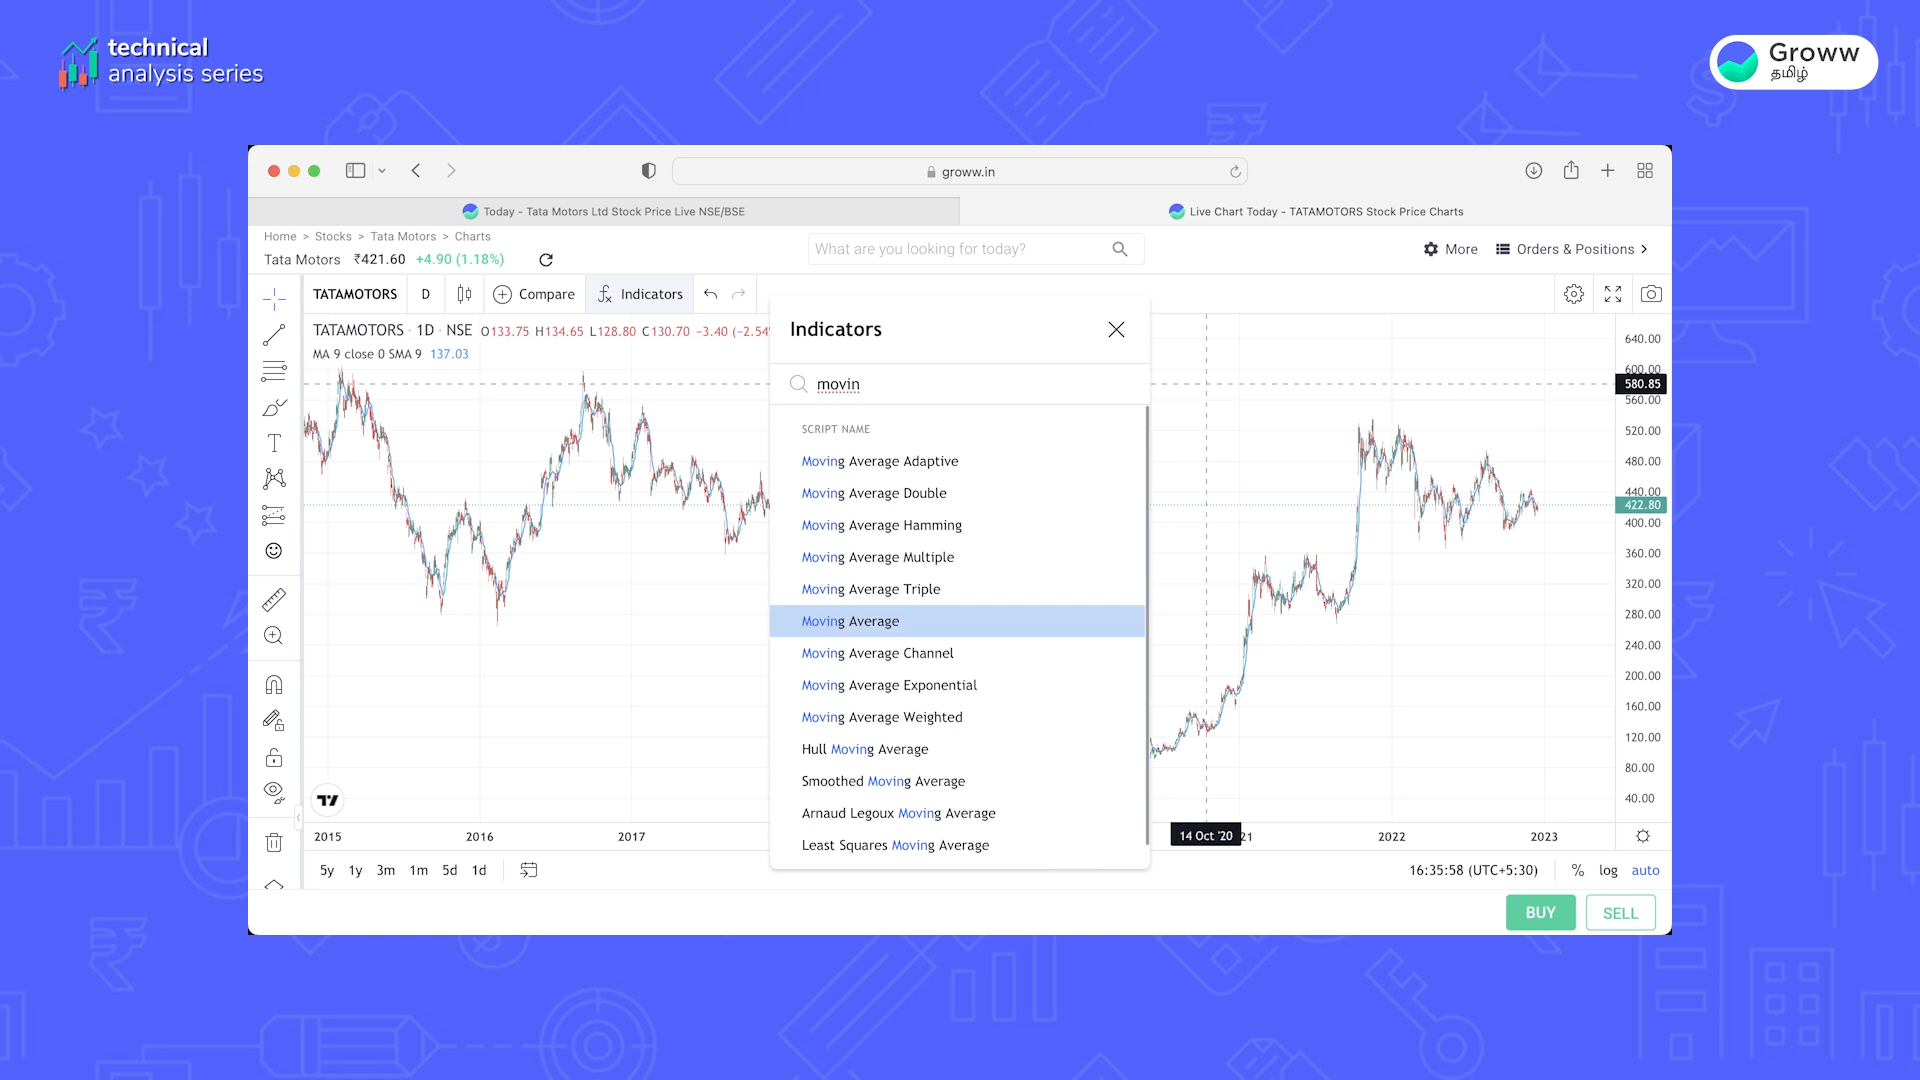 technical
analysis series
Groww
தமிழ்
groww.in
Today - Tata Motors Ltd Stock Price Live NSE/BSE
Live Chart Today - TATAMOTORS Stock Price Charts
Home > Stocks > Tata Motors > Charts
Tata Motors ₹421.60 +4.90 (1.18%)
What are you looking for today?
More
Orders & Positions
TATAMOTORS
D
Compare
Indicators
TATAMOTORS · 1D · NSE O133.75 H134.65 L128.80 C130.70 −3.40 (−2.54
MA 9 close 0 SMA 9 137.03
Indicators
movin
SCRIPT NAME
Moving Average Adaptive
Moving Average Double
Moving Average Hamming
Moving Average Multiple
Moving Average Triple
Moving Average
Moving Average Channel
Moving Average Exponential
Moving Average Weighted
Hull Moving Average
Smoothed Moving Average
Arnaud Legoux Moving Average
Least Squares Moving Average
640.00
600.00
580.85
560.00
520.00
480.00
440.00
422.80
400.00
360.00
320.00
280.00
240.00
200.00
160.00
120.00
80.00
40.00
2015
2016
2017
14 Oct '20
21
2022
2023
5y 1y 3m 1m 5d 1d
16:35:58 (UTC+5:30)
% log auto
BUY
SELL